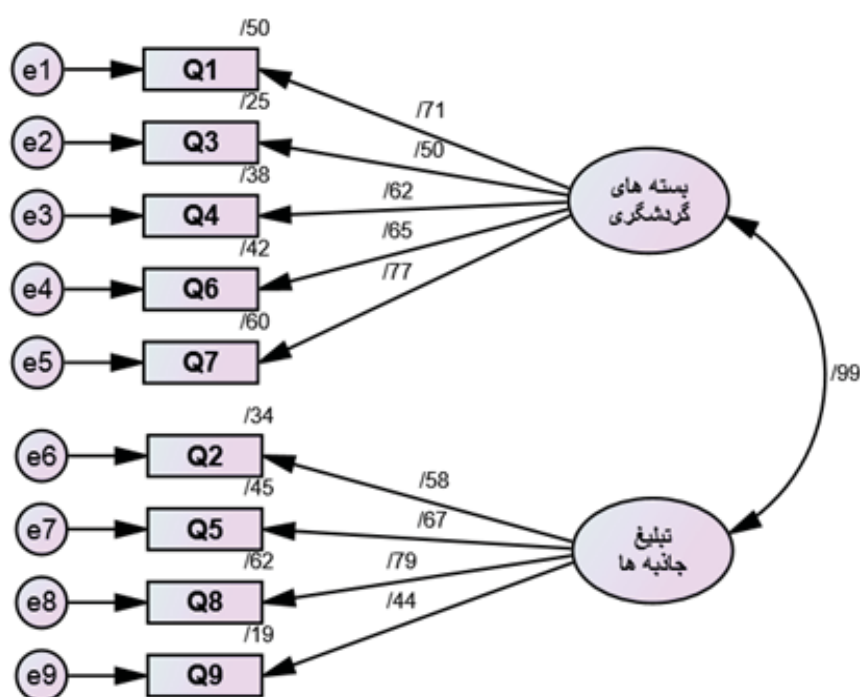 /50
e1 Q1
/71
/25
e2 Q3
/50
/38
e3 Q4
/62
بسته های
گردشگری
/42
e4 Q6
/65
/60
e5 Q7
/77
/99
/34
e6 Q2
/58
/45
e7 Q5
/67
تبلیغ
جاذبه ها
/62
e8 Q8
/79
/19
e9 Q9
/44